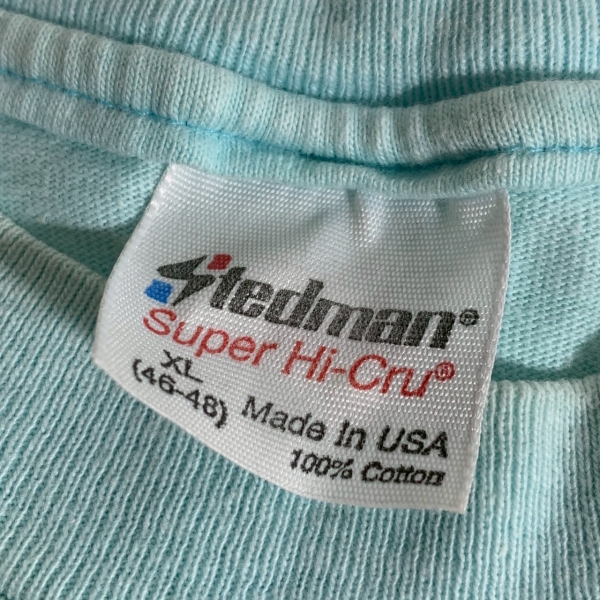 Stedman®
Super Hi-Cru®
XL
(46-48)
Made In USA
100% Cotton